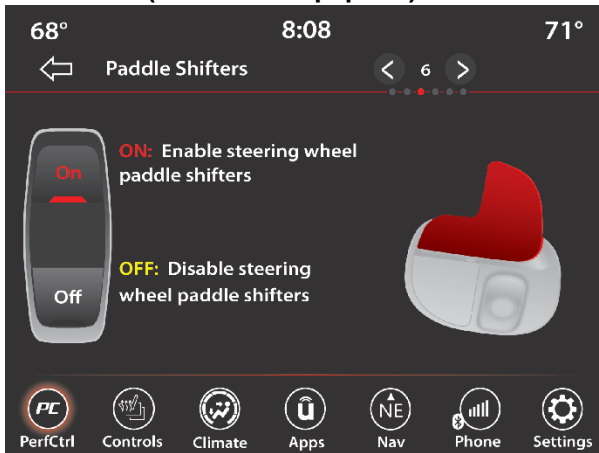 68° 8:08 71°
Paddle Shifters < 6 >
On
ON: Enable steering wheel
paddle shifters
Off
OFF: Disable steering
wheel paddle shifters
PC û NE
PerfCtrl Controls Climate Apps Nav Phone Settings